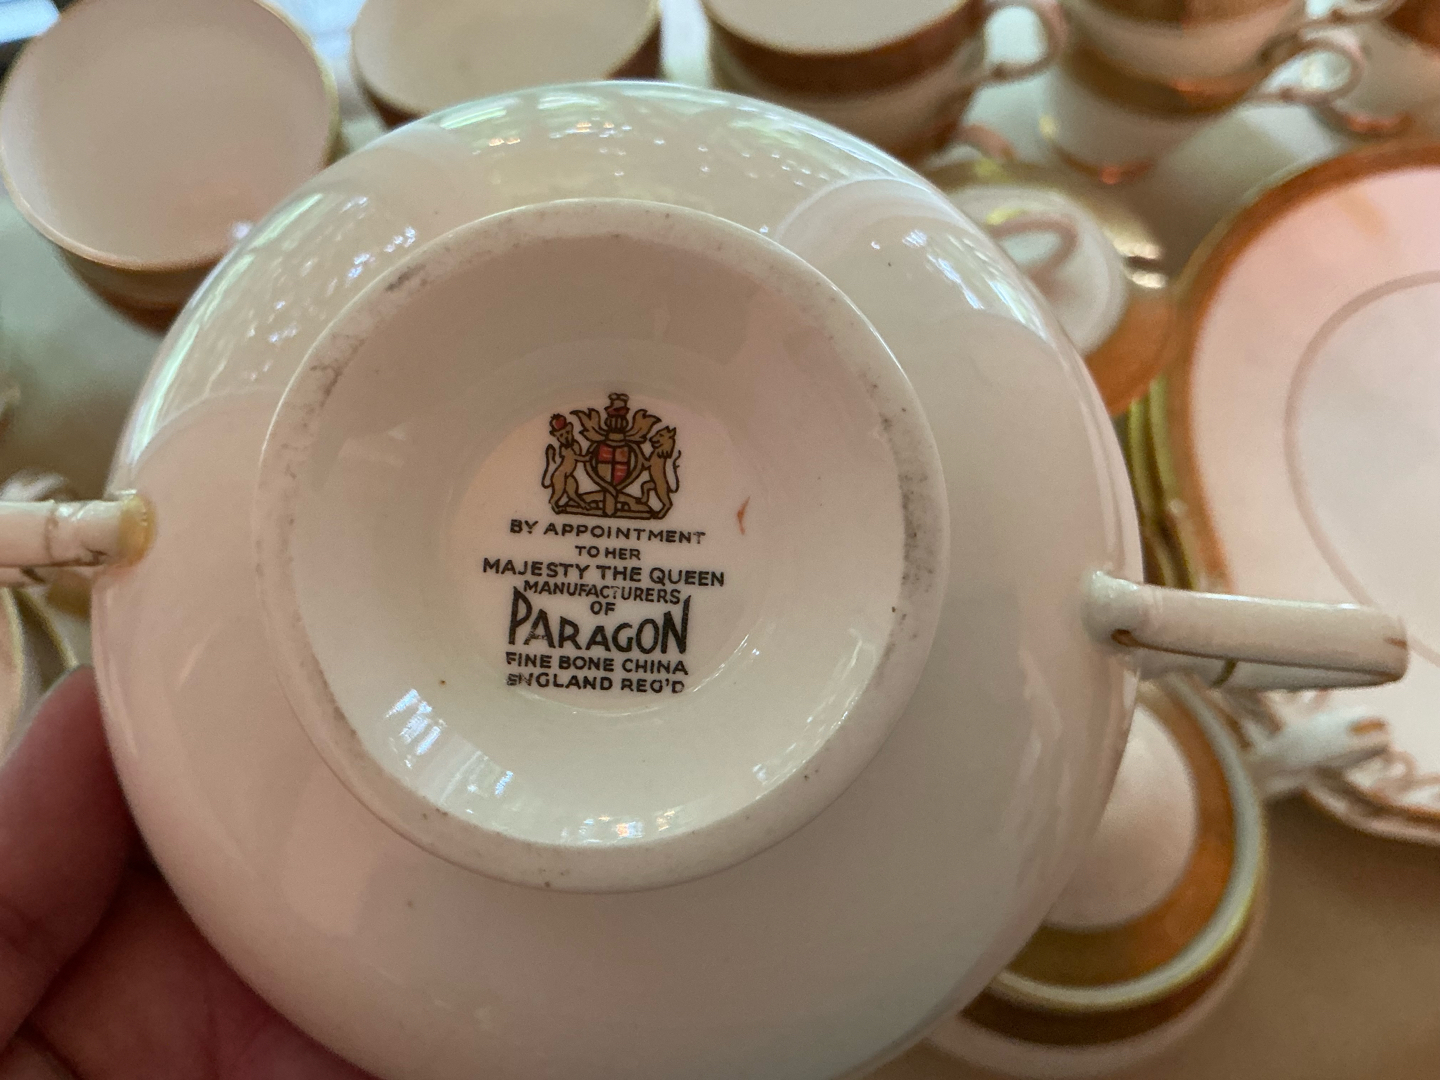 BY APPOINTMENT
TO HER
MAJESTY THE QUEEN
MANUFACTURERS
OF
PARAGON
FINE BONE CHINA
ENGLAND REG'D